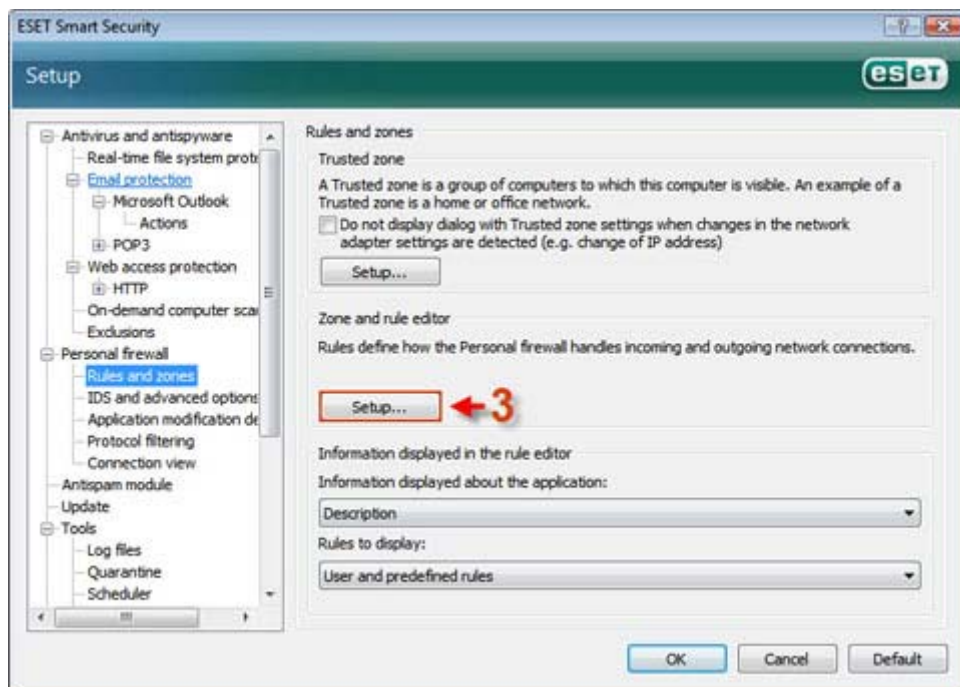 ESET Smart Security
Setup
eset
Antivirus and antispyware
Real-time file system prote
Email protection
Microsoft Outlook
Actions
POP3
Web access protection
HTTP
On-demand computer scan
Exclusions
Personal firewall
Rules and zones
IDS and advanced options
Application modification de
Protocol filtering
Connection view
Antispam module
Update
Tools
Log files
Quarantine
Scheduler
Rules and zones
Trusted zone
A Trusted zone is a group of computers to which this computer is visible. An example of a
Trusted zone is a home or office network.
Do not display dialog with Trusted zone settings when changes in the network
adapter settings are detected (e.g. change of IP address)
Setup...
Zone and rule editor
Rules define how the Personal firewall handles incoming and outgoing network connections.
Setup... 3
Information displayed in the rule editor
Information displayed about the application:
Description
Rules to display:
User and predefined rules
OK Cancel Default